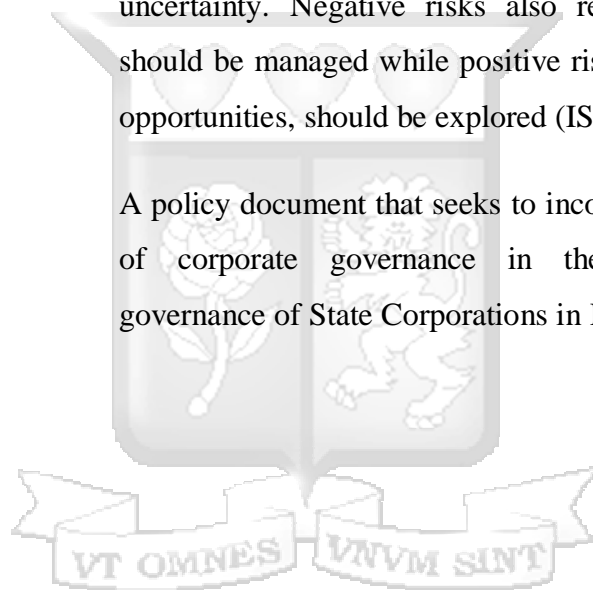 uncertainty. Negative risks also re
should be managed while positive ris
opportunities, should be explored (IS
A policy document that seeks to inco
of corporate governance in the
governance of State Corporations in
VT OMNES VNVM SINT